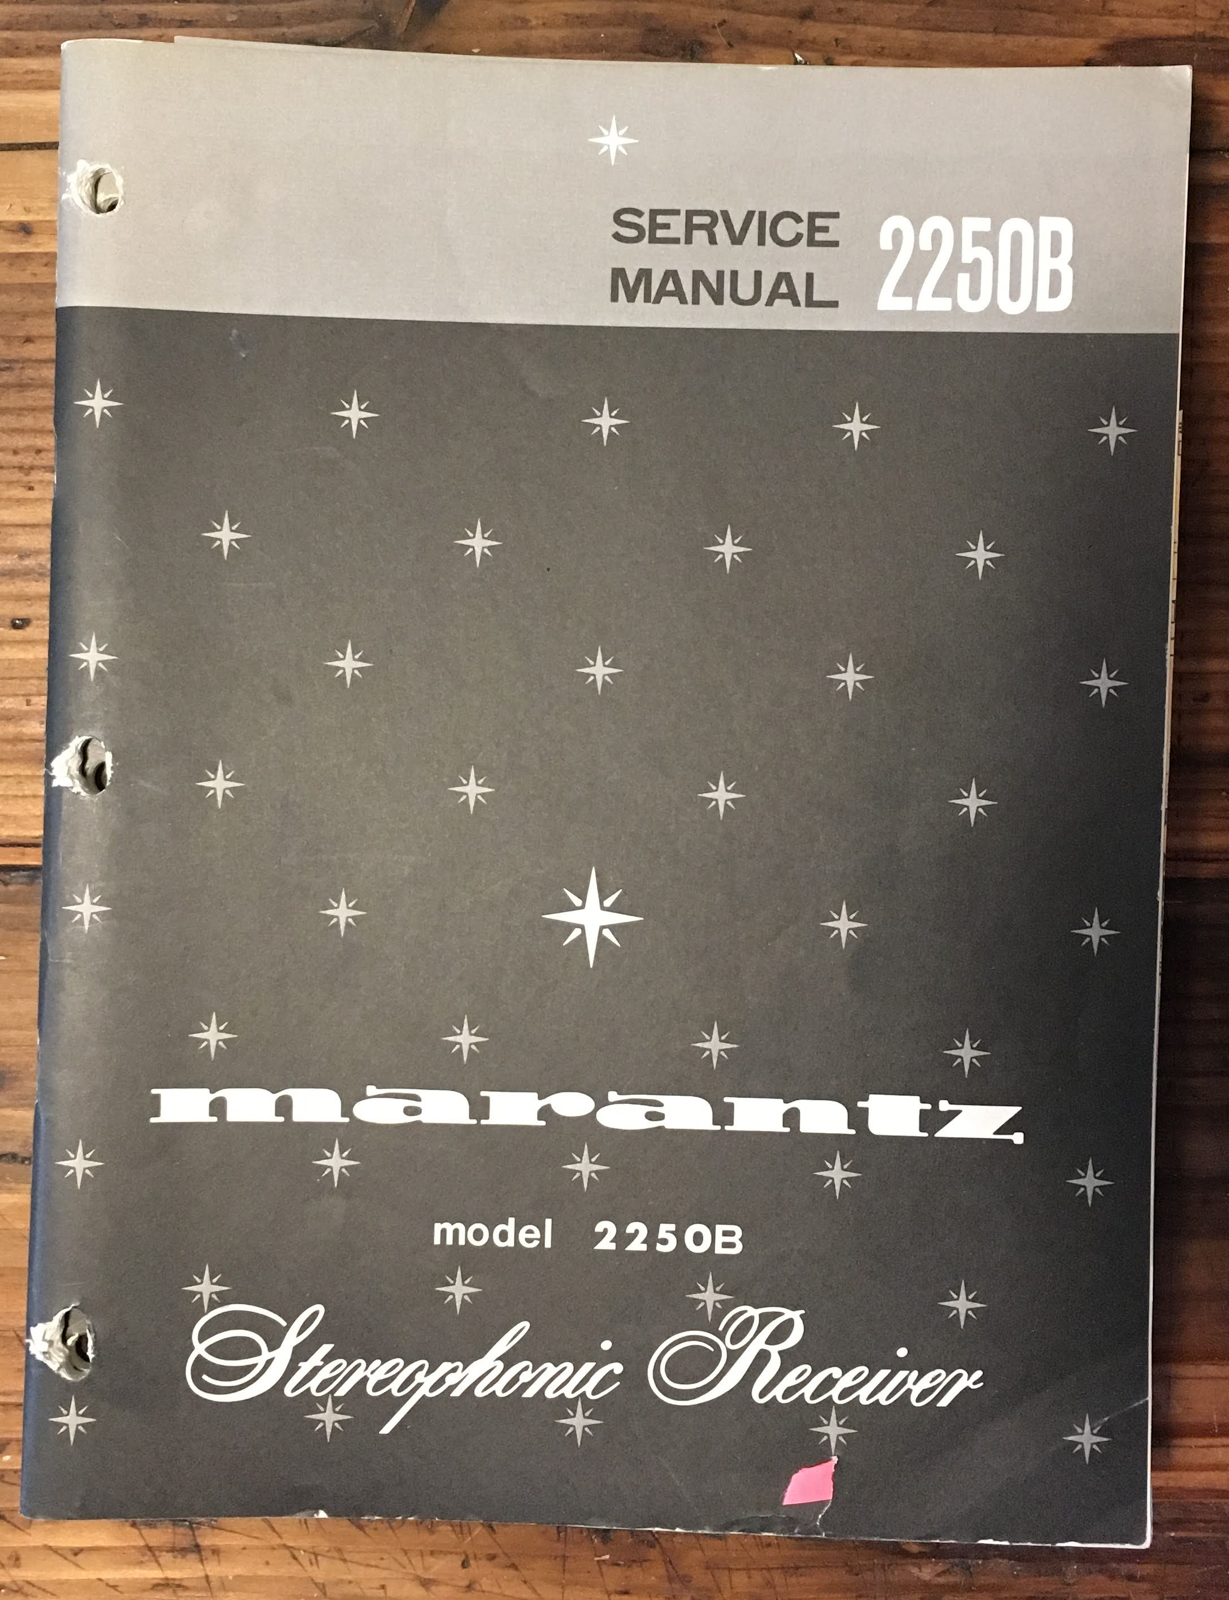 SERVICE
MANUAL 2250B
marantz
model 2250B
Stereophonic Receiver